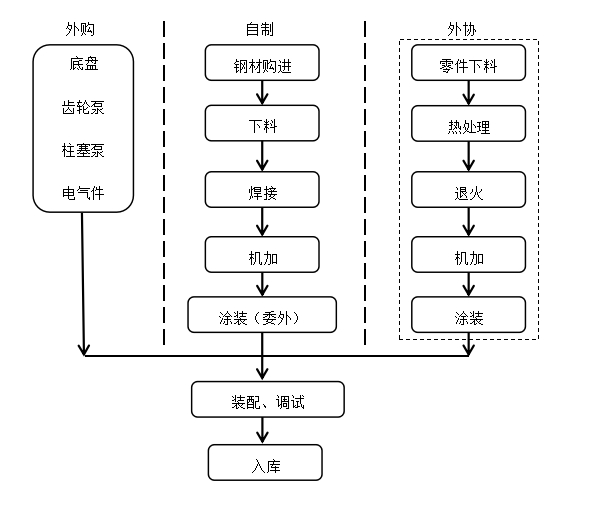 外购
自制
外协
底盘
齿轮泵
柱塞泵
电气件
钢材购进
下料
焊接
机加
涂装（委外）
零件下料
热处理
退火
机加
涂装
装配、调试
入库